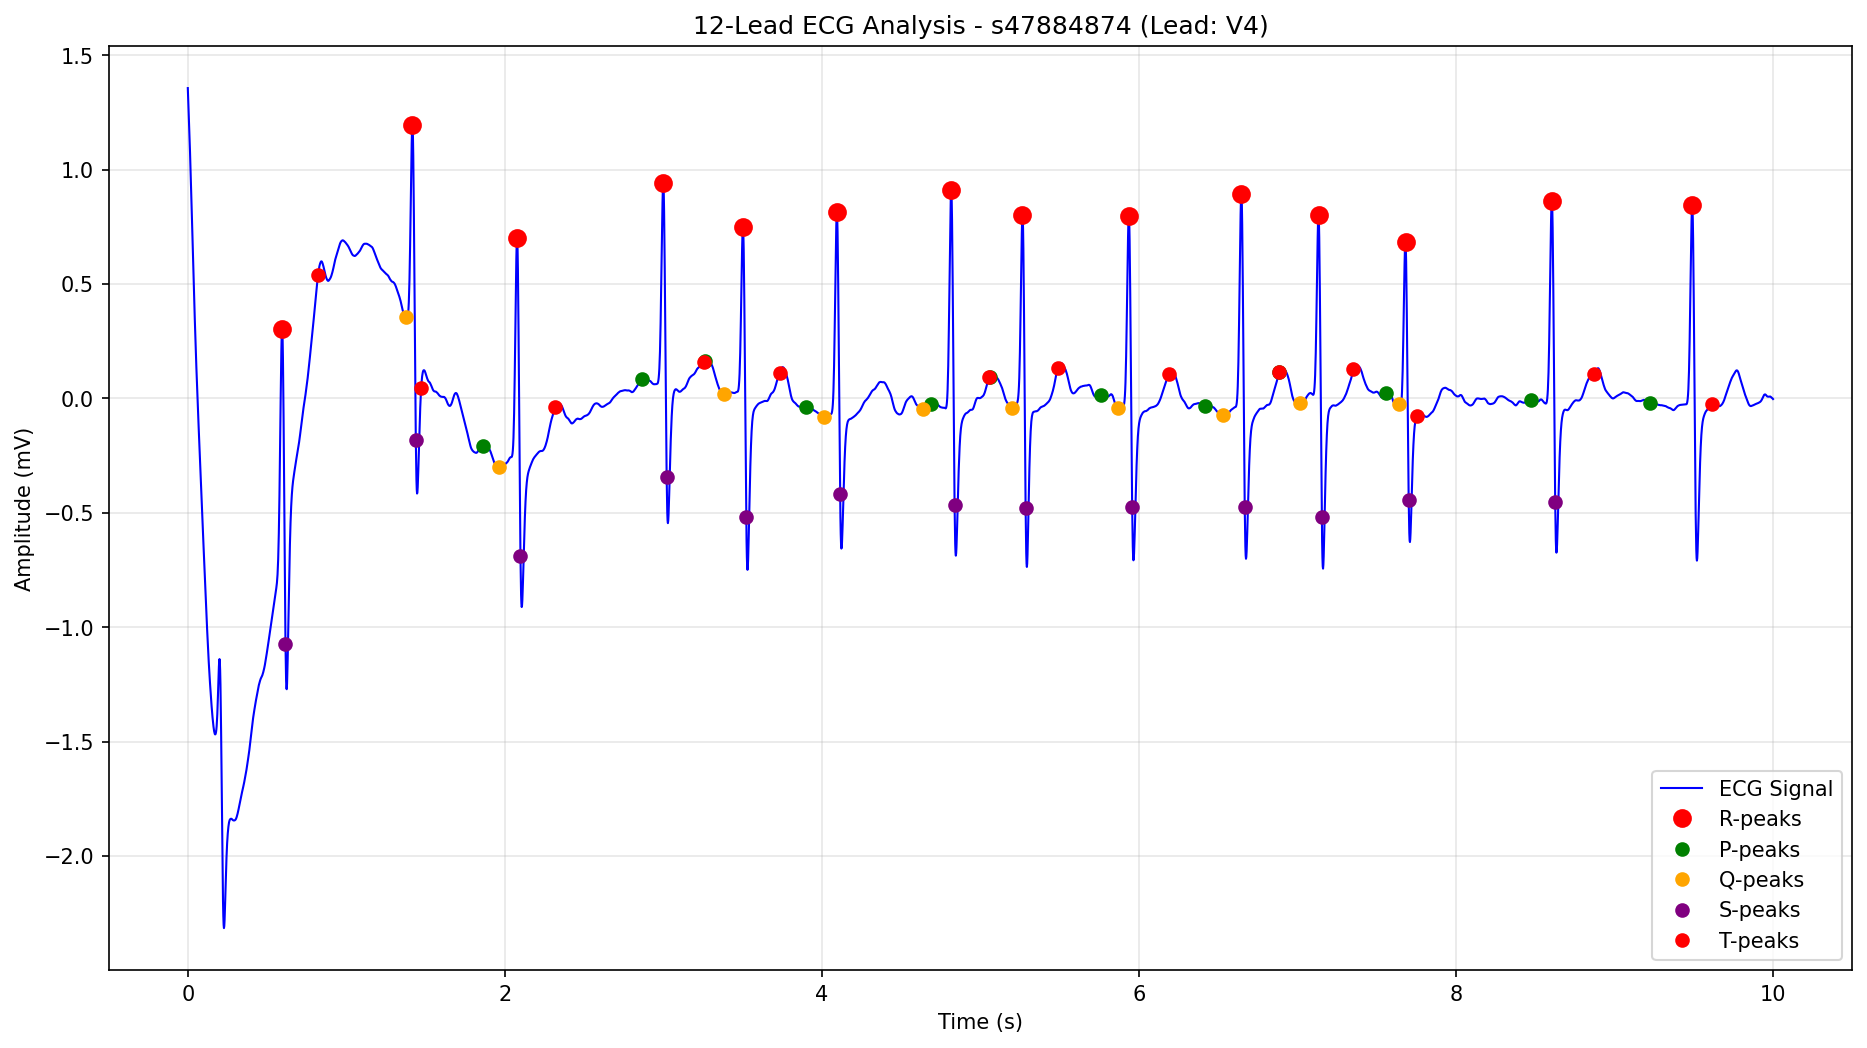 12-Lead ECG Analysis - s47884874 (Lead: V4)
Amplitude (mV)
1.5
1.0
0.5
0.0
−0.5
−1.0
−1.5
−2.0
ECG Signal
R-peaks
P-peaks
Q-peaks
S-peaks
T-peaks
0 2 4 6 8 10
Time (s)